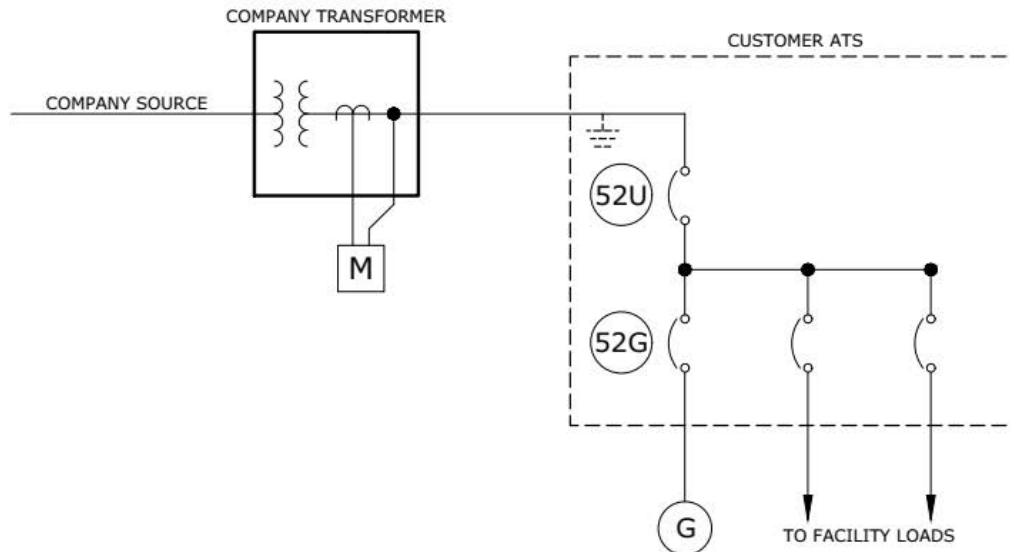 COMPANY TRANSFORMER
CUSTOMER ATS
COMPANY SOURCE
52U
M
52G
G
TO FACILITY LOADS